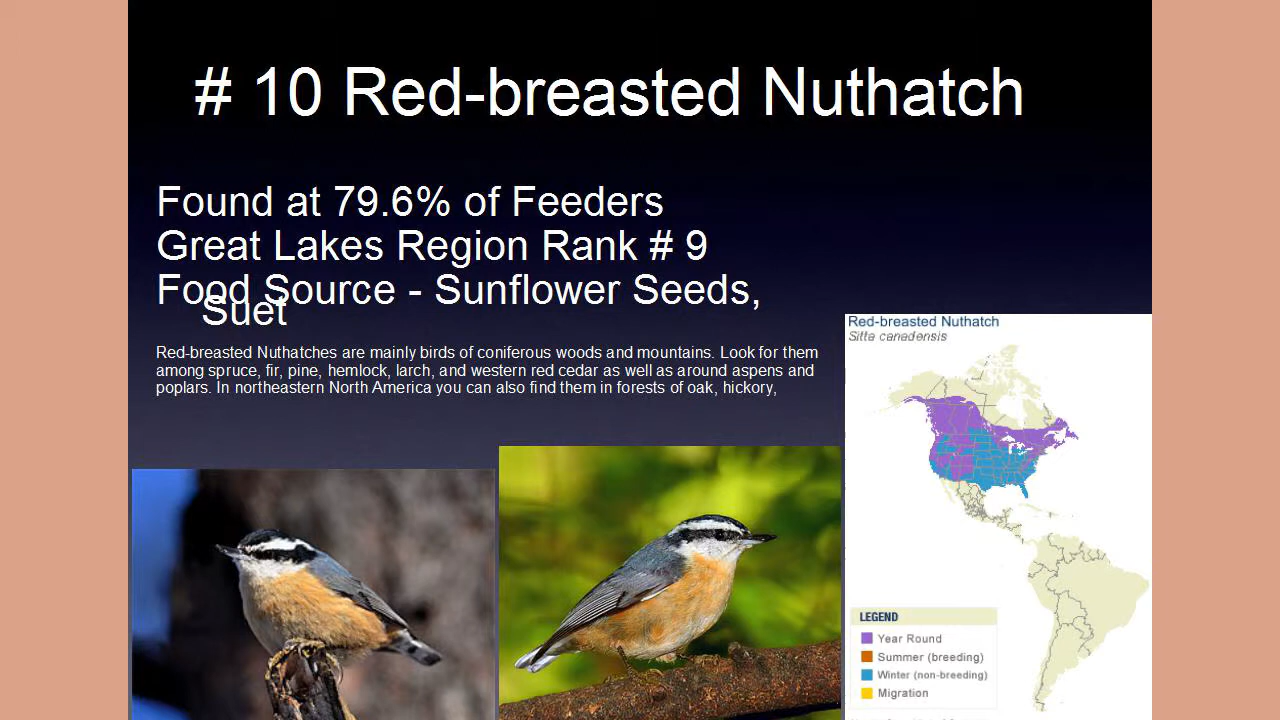 # 10 Red-breasted Nuthatch
Found at 79.6% of Feeders
Great Lakes Region Rank # 9
Food Source - Sunflower Seeds,
Suet
Red-breasted Nuthatches are mainly birds of coniferous woods and mountains. Look for them
among spruce, fir, pine, hemlock, larch, and western red cedar as well as around aspens and
poplars. In northeastern North America you can also find them in forests of oak, hickory,
Red-breasted Nuthatch
Sitta canadensis
LEGEND
Year Round
Summer (breeding)
Winter (non-breeding)
Migration